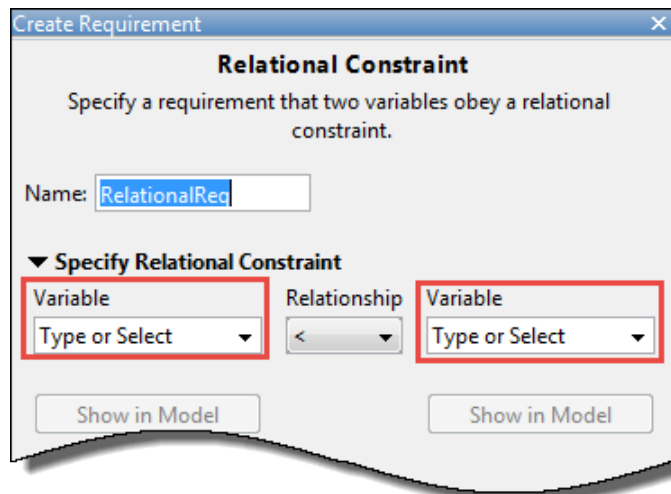 Create Requirement
Relational Constraint
Specify a requirement that two variables obey a relational
constraint.
Name: RelationalReq
Specify Relational Constraint
Variable Relationship Variable
Type or Select < Type or Select
Show in Model Show in Model